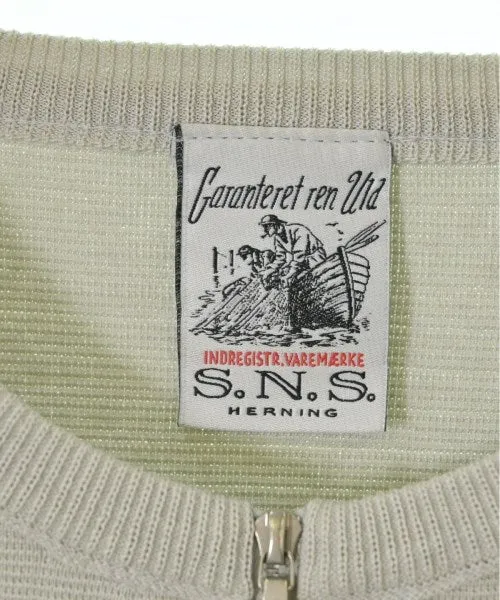 Garanteret ren Uld
INDREGISTR. VAREMÆRKE
S.N.S.
HERNING